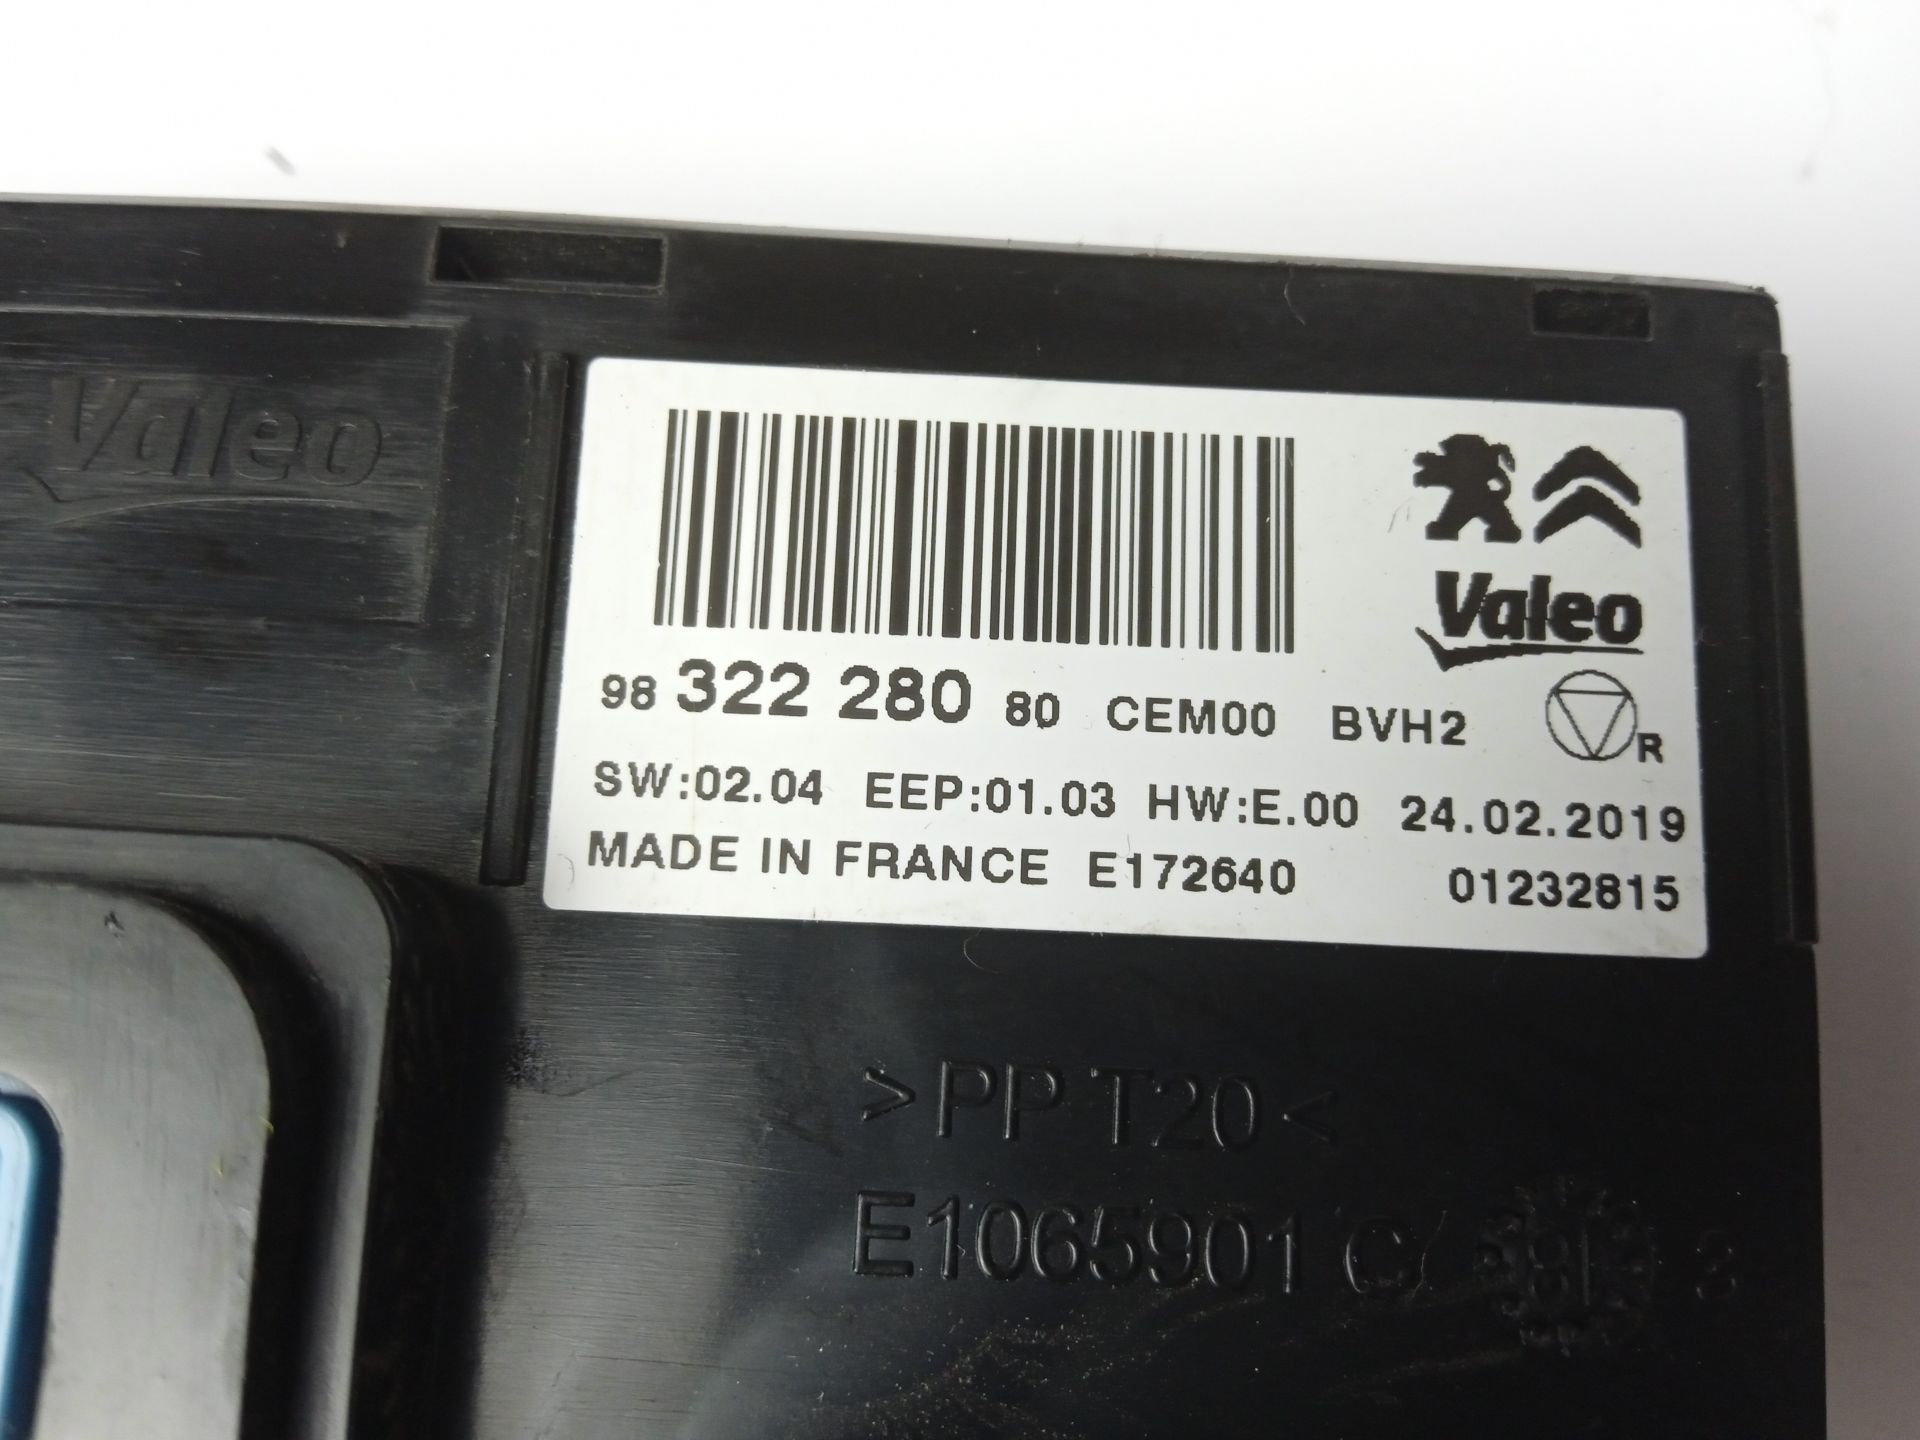 Valeo
Valeo
98 322 280 80 CEM00 BVH2 R
SW:02.04 EEP:01.03 HW:E.00 24.02.2019
MADE IN FRANCE E172640 01232815
>PP T20<
E1065901 C 3